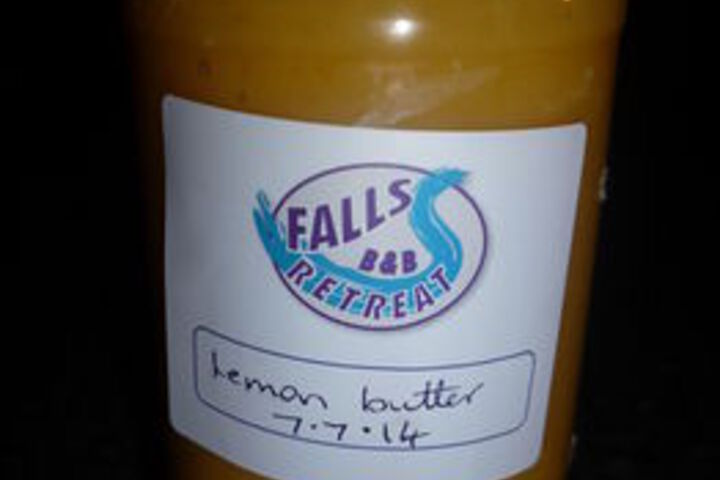 FALLS
B&B
RETREAT
Lemon butter
7.7.14